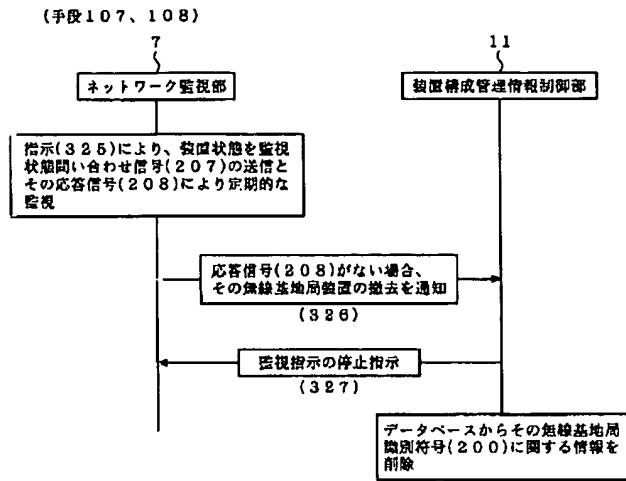 (手段107、108)
7
11
ネットワーク監視部
装置構成管理情報制御部
指示(325)により、装置状態を監視
状態問い合わせ信号(207)の送信と
その応答信号(208)により定期的な
監視
応答信号(208)がない場合、
その無線基地局装置の撤去を通知
(326)
監視指示の停止指示
(327)
データベースからその無線基地局
識別符号(200)に関する情報を
削除